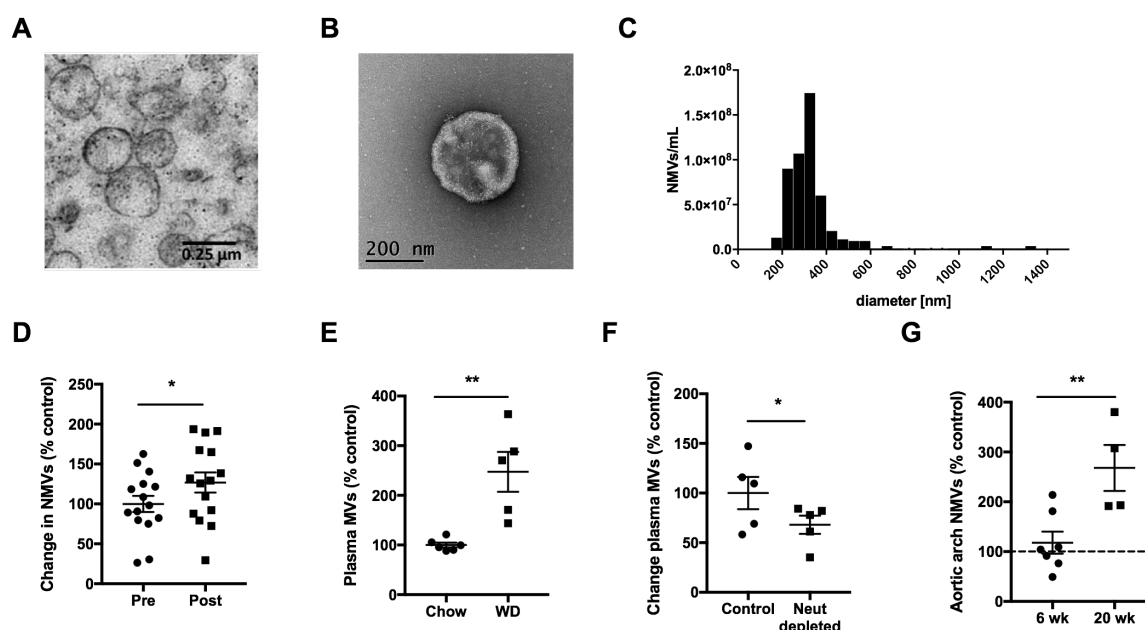 A
B
C
0.25 µm
200 nm
NMVs/mL
2.0×10⁸
1.5×10⁸
1.0×10⁸
5.0×10⁷
0.0
0 200 400 600 800 1000 1200 1400
diameter [nm]
D
E
F
G
Change in NMVs (% control)
250
200
150
100
50
0
*
Pre Post
Plasma MVs (% control)
400
300
200
100
0
**
Chow WD
Change plasma MVs (% control)
200
150
100
50
0
*
Control Neut
depleted
Aortic arch NMVs (% control)
400
300
200
100
0
**
6 wk 20 wk